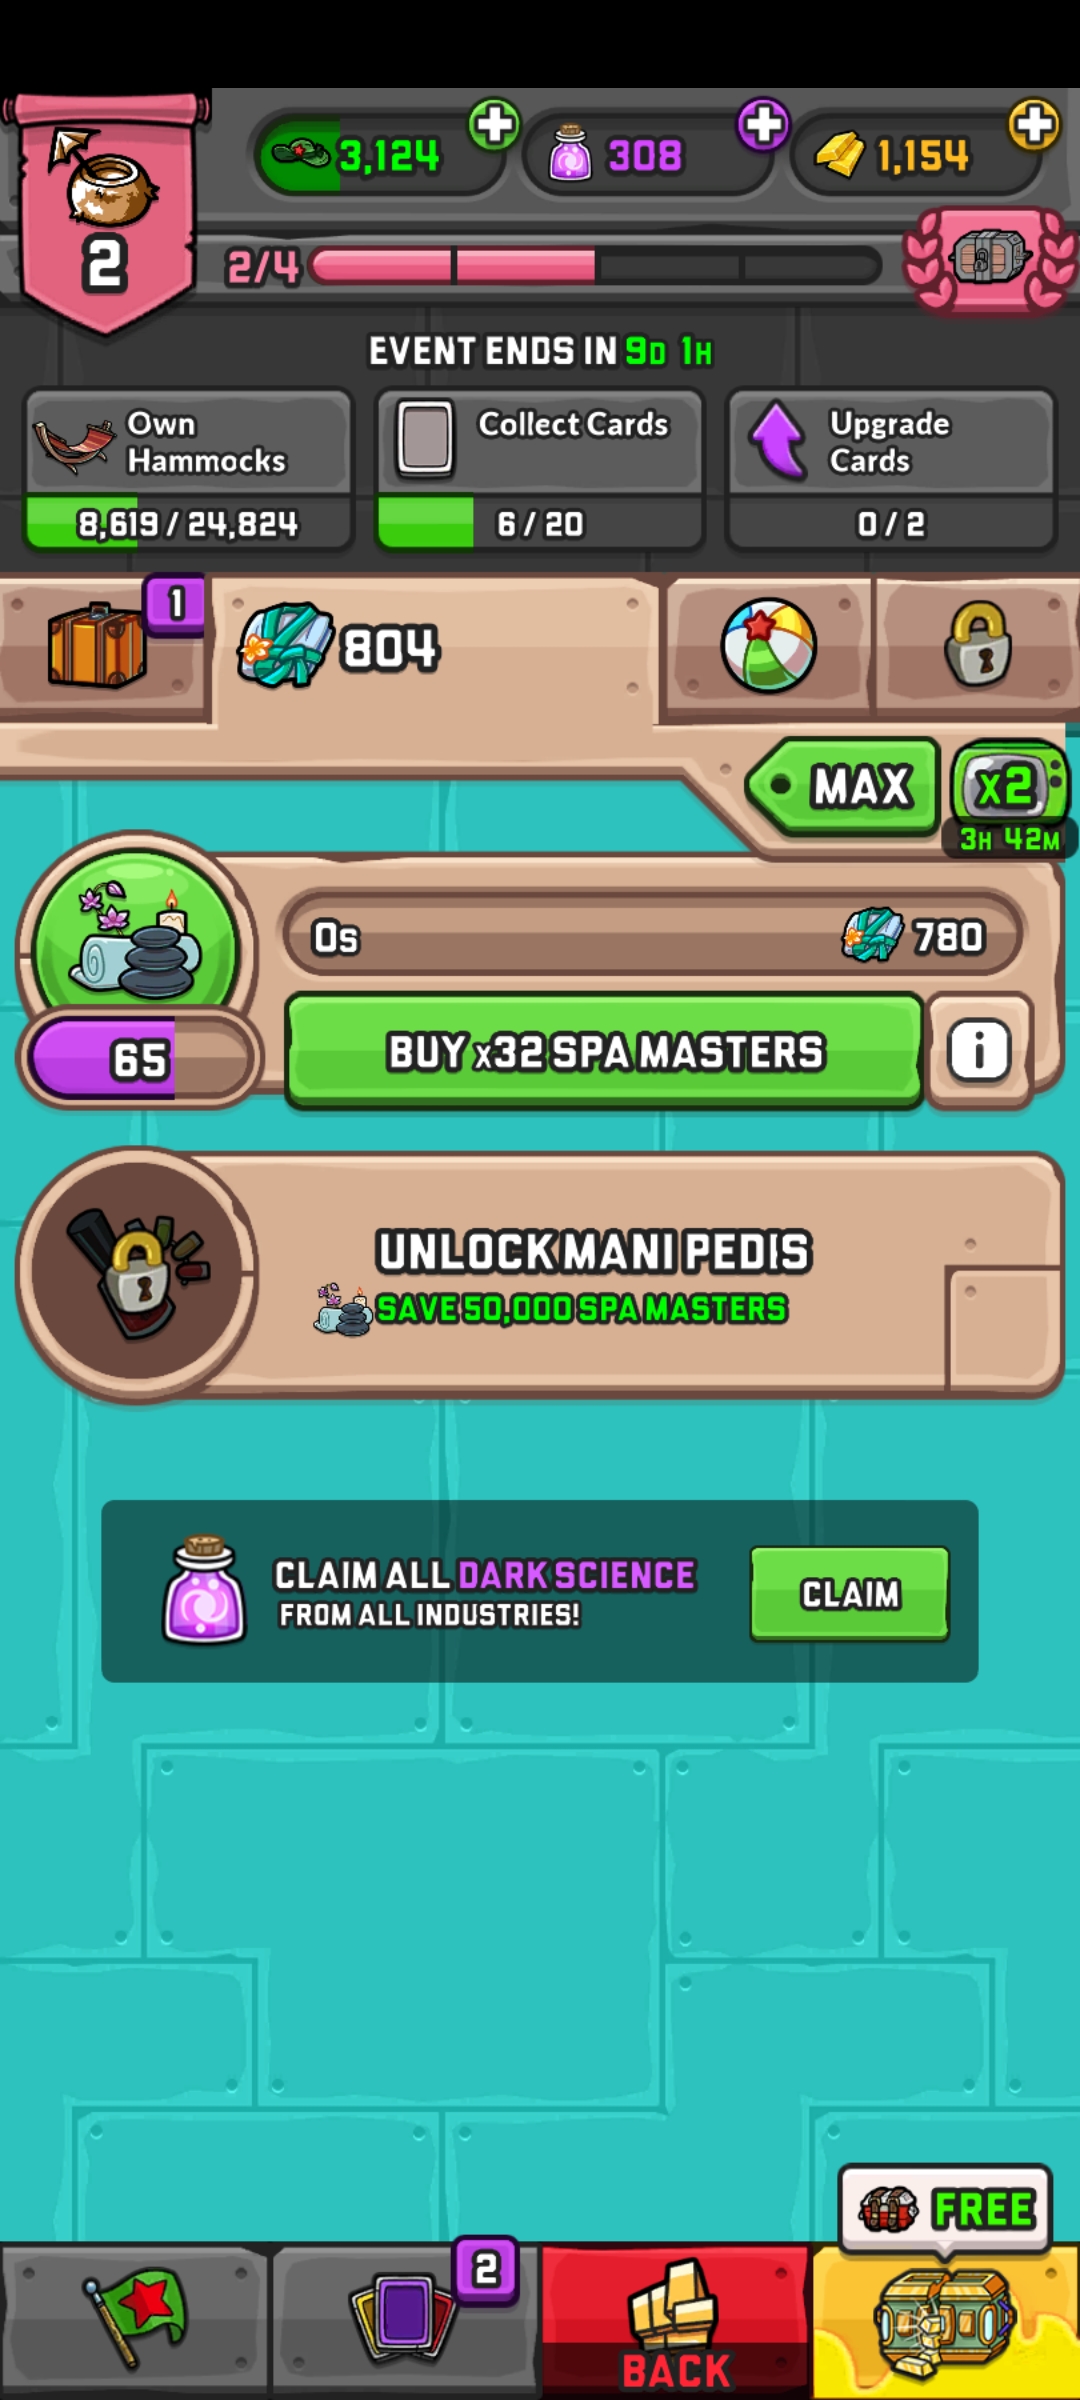 3,124
308
1,154
2
2/4
EVENT ENDS IN 9D 1H
Own
Hammocks
8,619 / 24,824
Collect Cards
6 / 20
Upgrade
Cards
0 / 2
1
804
MAX
x2
3H 42M
0s
780
65
BUY x32 SPA MASTERS
i
UNLOCK MANI PEDIS
SAVE 50,000 SPA MASTERS
CLAIM ALL DARK SCIENCE
FROM ALL INDUSTRIES!
CLAIM
FREE
2
BACK